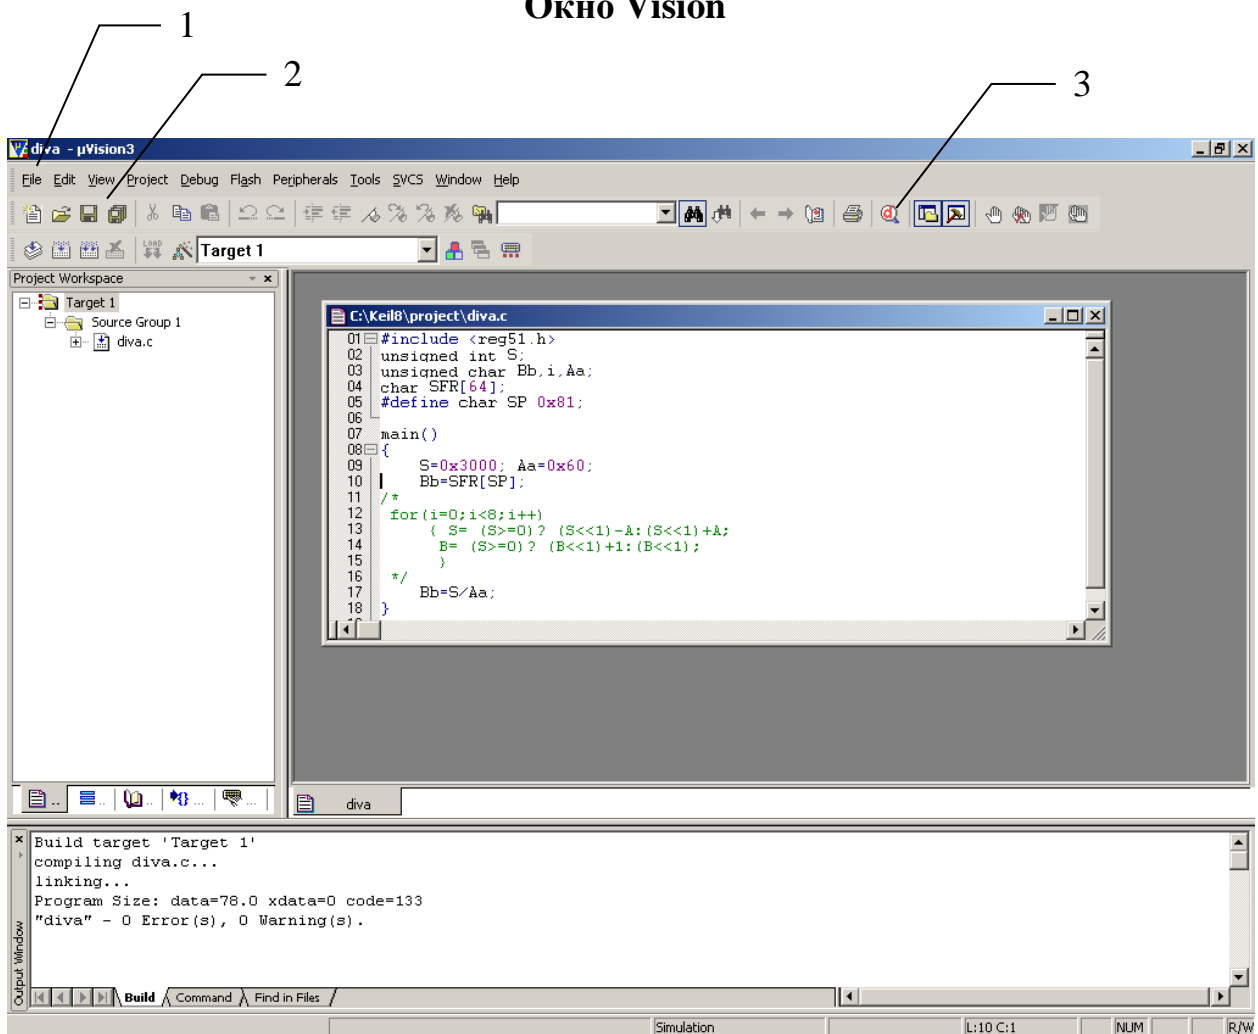 Окно Vision
1
2
3
diva - µVision3
File Edit View Project Debug Flash Peripherals Tools SVCS Window Help
LOAD
Target 1
Project Workspace
Target 1
Source Group 1
diva.c
C:\Keil8\project\diva.c
01 #include <reg51.h>
02 unsigned int S;
03 unsigned char Bb,i,Aa;
04 char SFR[64];
05 #define char SP 0x81;
06
07 main()
08 {
09 S=0x3000; Aa=0x60;
10 Bb=SFR[SP];
11 /*
12 for(i=0;i<8;i++)
13 { S= (S>=0)? (S<<1)-A:(S<<1)+A;
14 B= (S>=0)? (B<<1)+1:(B<<1);
15 }
16 */
17 Bb=S/Aa;
18 }
diva
Build target 'Target 1'
compiling diva.c...
linking...
Program Size: data=78.0 xdata=0 code=133
"diva" - 0 Error(s), 0 Warning(s).
Output Window
Build Command Find in Files
Simulation L:10 C:1 NUM R/W